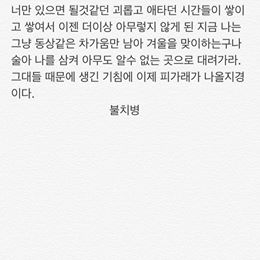 너만 있으면 될것같던 괴롭고 애타던 시간들이 쌓이
고 쌓여서 이젠 더이상 아무렇지 않게 된 지금 나는
그냥 동상같은 차가움만 남아 겨울을 맞이하는구나
술아 나를 삼켜 아무도 알수 없는 곳으로 대려가라.
그대들 때문에 생긴 기침에 이제 피가래가 나올지경
이다.
불치병